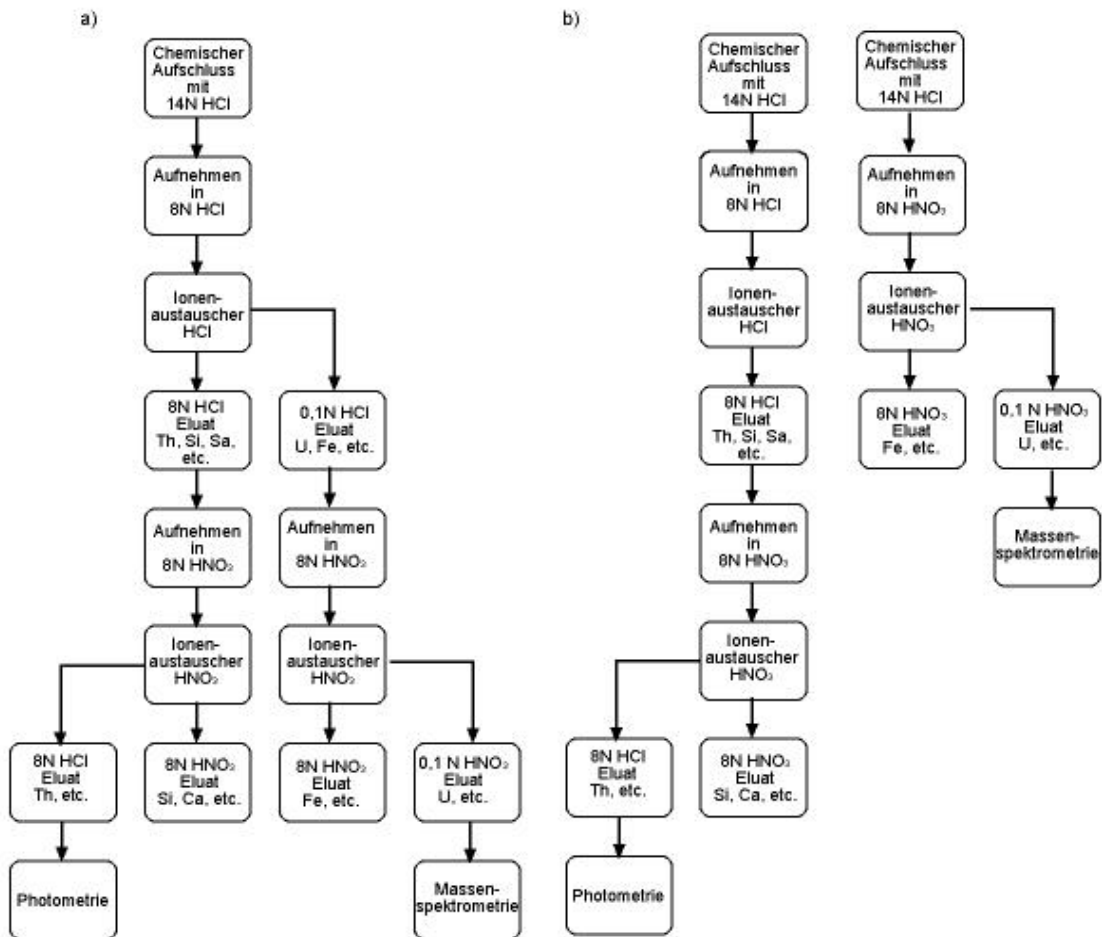 a)
Chemischer
Aufschluss
mit
14N HCl
Aufnehmen
in
8N HCl
Ionen-
austauscher
HCl
8N HCl
Eluat
Th, Si, Sa,
etc.
0,1N HCl
Eluat
U, Fe, etc.
Aufnehmen
in
8N HNO₃
Aufnehmen
in
8N HNO₃
Ionen-
austauscher
HNO₃
Ionen-
austauscher
HNO₃
8N HCl
Eluat
Th, etc.
8N HNO₃
Eluat
Si, Ca, etc.
8N HNO₃
Eluat
Fe, etc.
0,1 N HNO₃
Eluat
U, etc.
Photometrie
Massen-
spektrometrie
b)
Chemischer
Aufschluss
mit
14N HCl
Chemischer
Aufschluss
mit
14N HCl
Aufnehmen
in
8N HCl
Aufnehmen
in
8N HNO₃
Ionen-
austauscher
HCl
Ionen-
austauscher
HNO₃
8N HCl
Eluat
Th, Si, Sa,
etc.
8N HNO₃
Eluat
Fe, etc.
0,1 N HNO₃
Eluat
U, etc.
Aufnehmen
in
8N HNO₃
Massen-
spektrometrie
Ionen-
austauscher
HNO₃
8N HCl
Eluat
Th, etc.
8N HNO₃
Eluat
Si, Ca, etc.
Photometrie